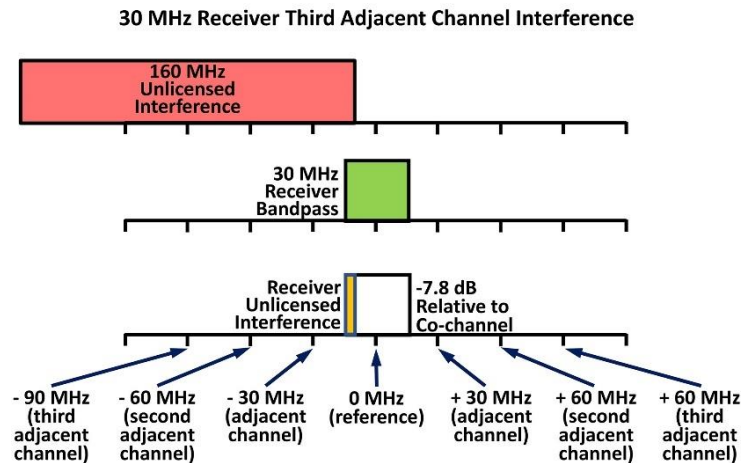 30 MHz Receiver Third Adjacent Channel Interference
160 MHz
Unlicensed
Interference
30 MHz
Receiver
Bandpass
Receiver
Unlicensed
Interference
-7.8 dB
Relative to
Co-channel
- 90 MHz
(third
adjacent
channel)
- 60 MHz
(second
adjacent
channel)
- 30 MHz
(adjacent
channel)
0 MHz
(reference)
+ 30 MHz
(adjacent
channel)
+ 60 MHz
(second
adjacent
channel)
+ 60 MHz
(third
adjacent
channel)